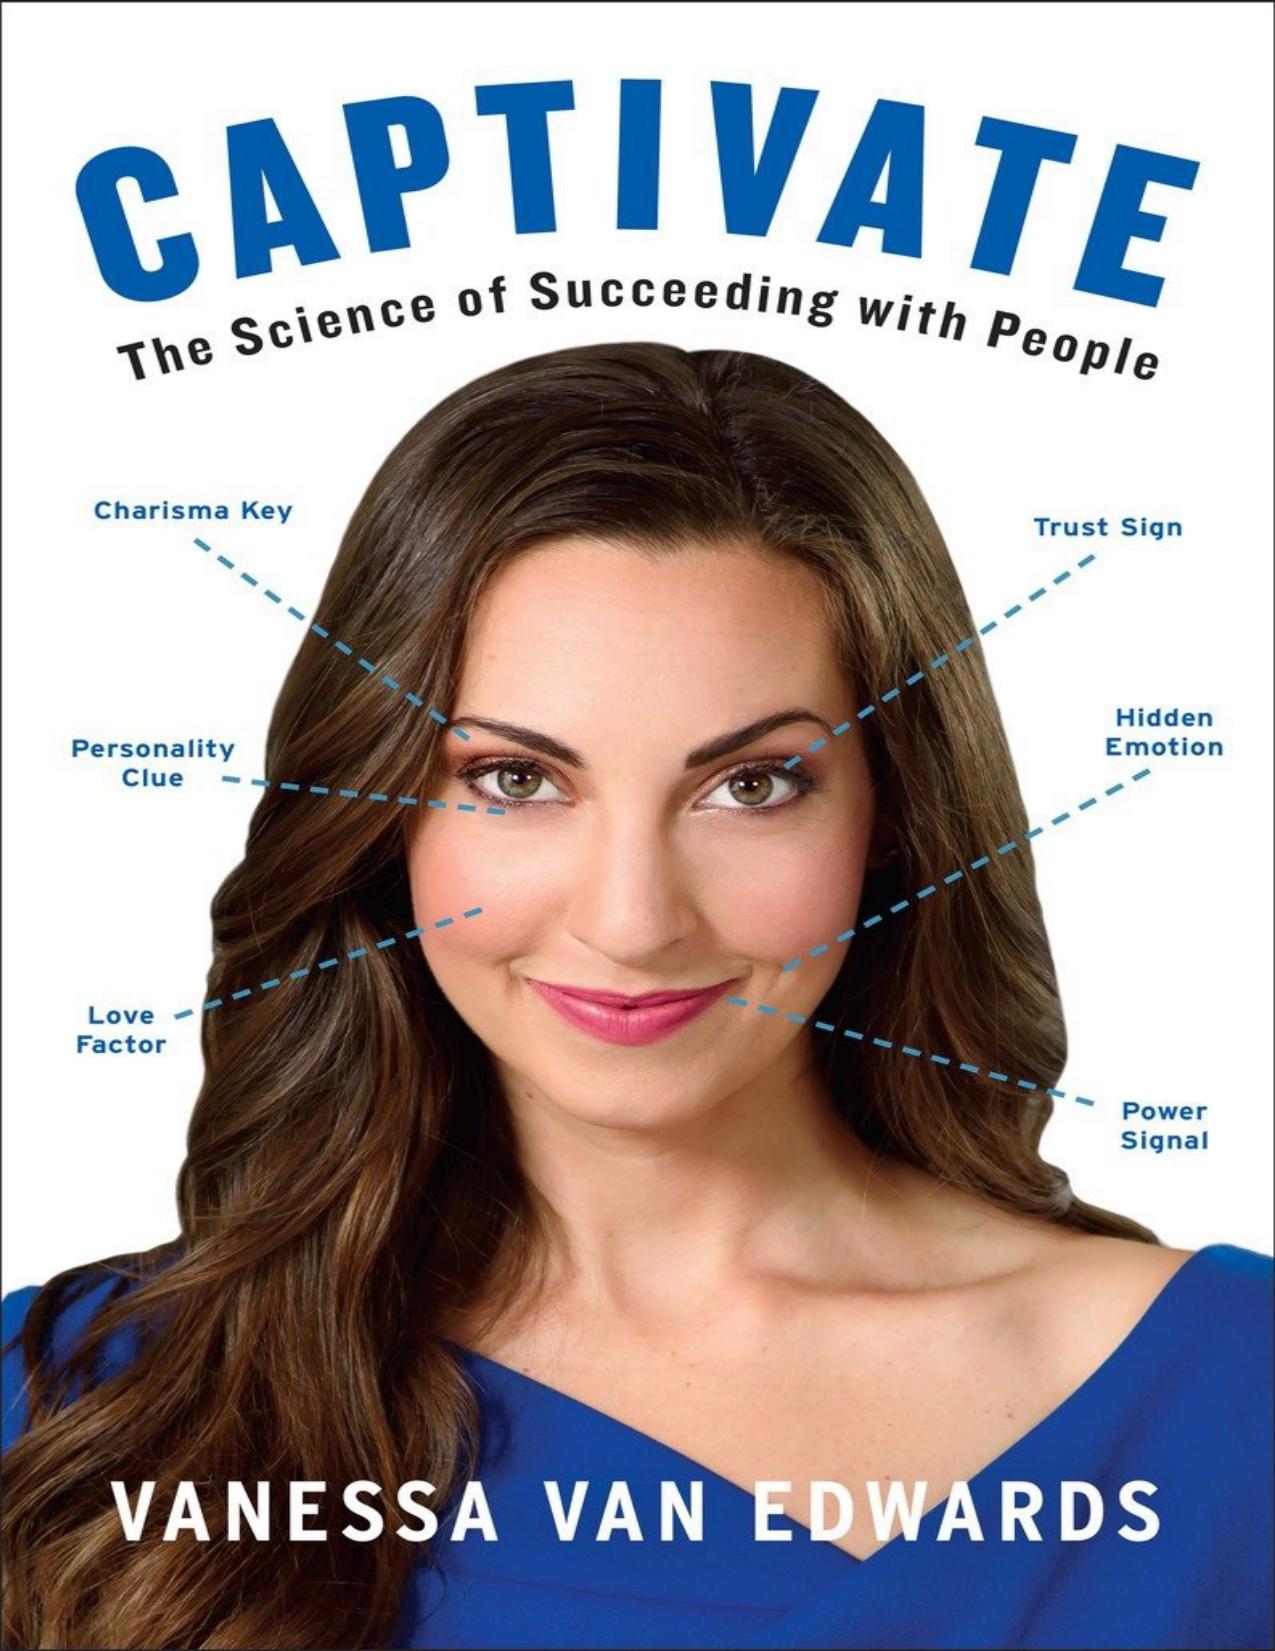 CAPTIVATE
The Science of Succeeding with People
Charisma Key
Trust Sign
Hidden
Emotion
Personality
Clue
Love
Factor
Power
Signal
VANESSA VAN EDWARDS